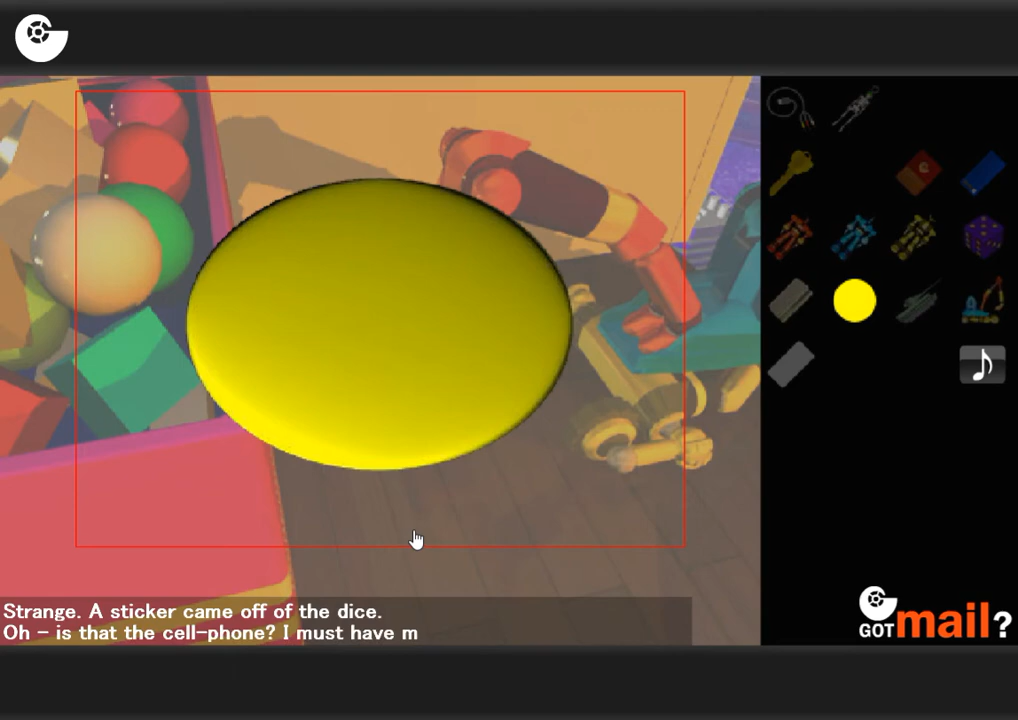 Strange. A sticker came off of the dice.
Oh - is that the cell-phone? I must have m
GOT mail?